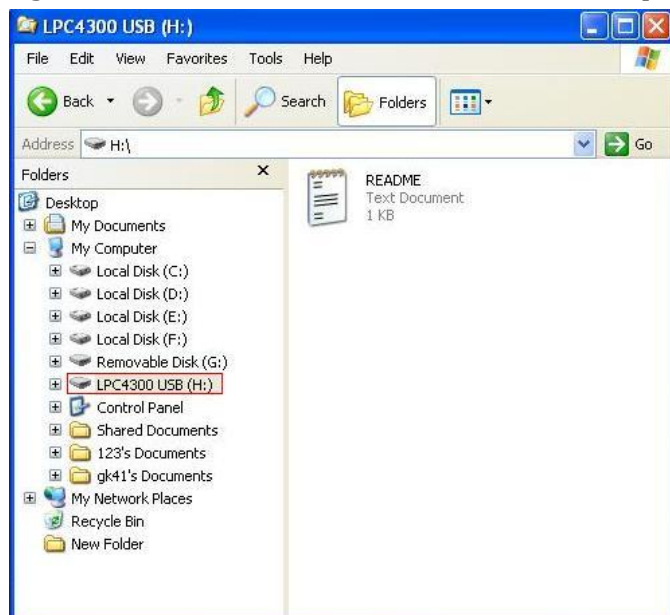 LPC4300 USB (H:)
File Edit View Favorites Tools Help
Back Search Folders
Address H:\ Go
Folders x
Desktop
My Documents
My Computer
Local Disk (C:)
Local Disk (D:)
Local Disk (E:)
Local Disk (F:)
Removable Disk (G:)
LPC4300 USB (H:)
Control Panel
Shared Documents
123's Documents
gk41's Documents
My Network Places
Recycle Bin
New Folder
README
Text Document
1 KB